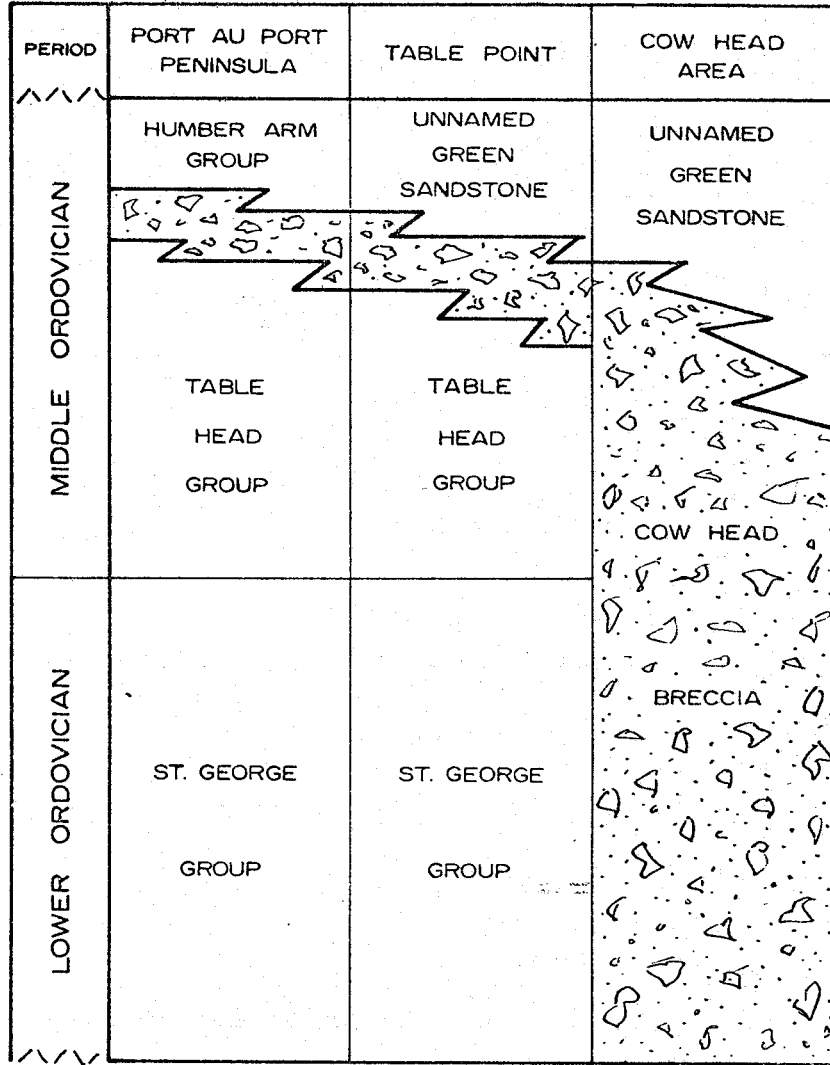 PERIOD
PORT AU PORT
PENINSULA
TABLE POINT
COW HEAD
AREA
MIDDLE ORDOVICIAN
HUMBER ARM
GROUP
UNNAMED
GREEN
SANDSTONE
UNNAMED
GREEN
SANDSTONE
TABLE
HEAD
GROUP
TABLE
HEAD
GROUP
COW HEAD
BRECCIA
LOWER ORDOVICIAN
ST. GEORGE
GROUP
ST. GEORGE
GROUP